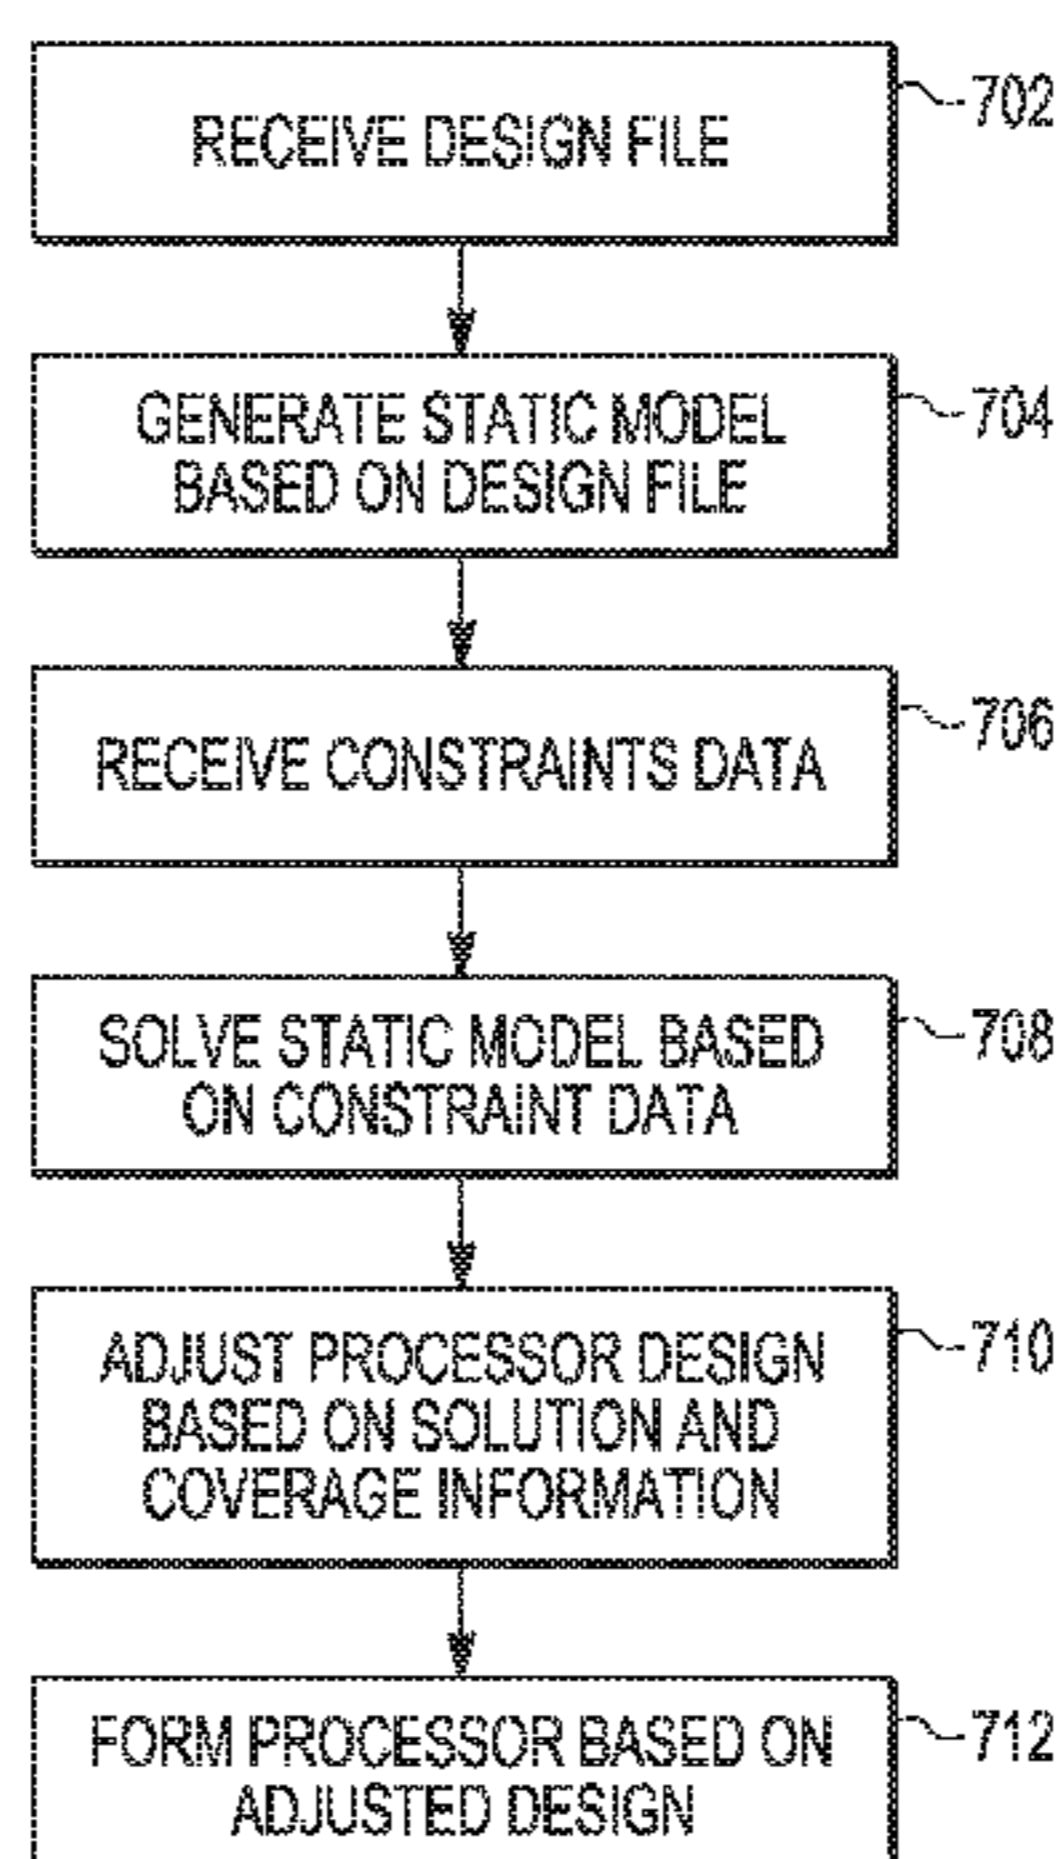 RECEIVE DESIGN FILE
702
GENERATE STATIC MODEL
BASED ON DESIGN FILE
704
RECEIVE CONSTRAINTS DATA
706
SOLVE STATIC MODEL BASED
ON CONSTRAINT DATA
708
ADJUST PROCESSOR DESIGN
BASED ON SOLUTION AND
COVERAGE INFORMATION
710
FORM PROCESSOR BASED ON
ADJUSTED DESIGN
712